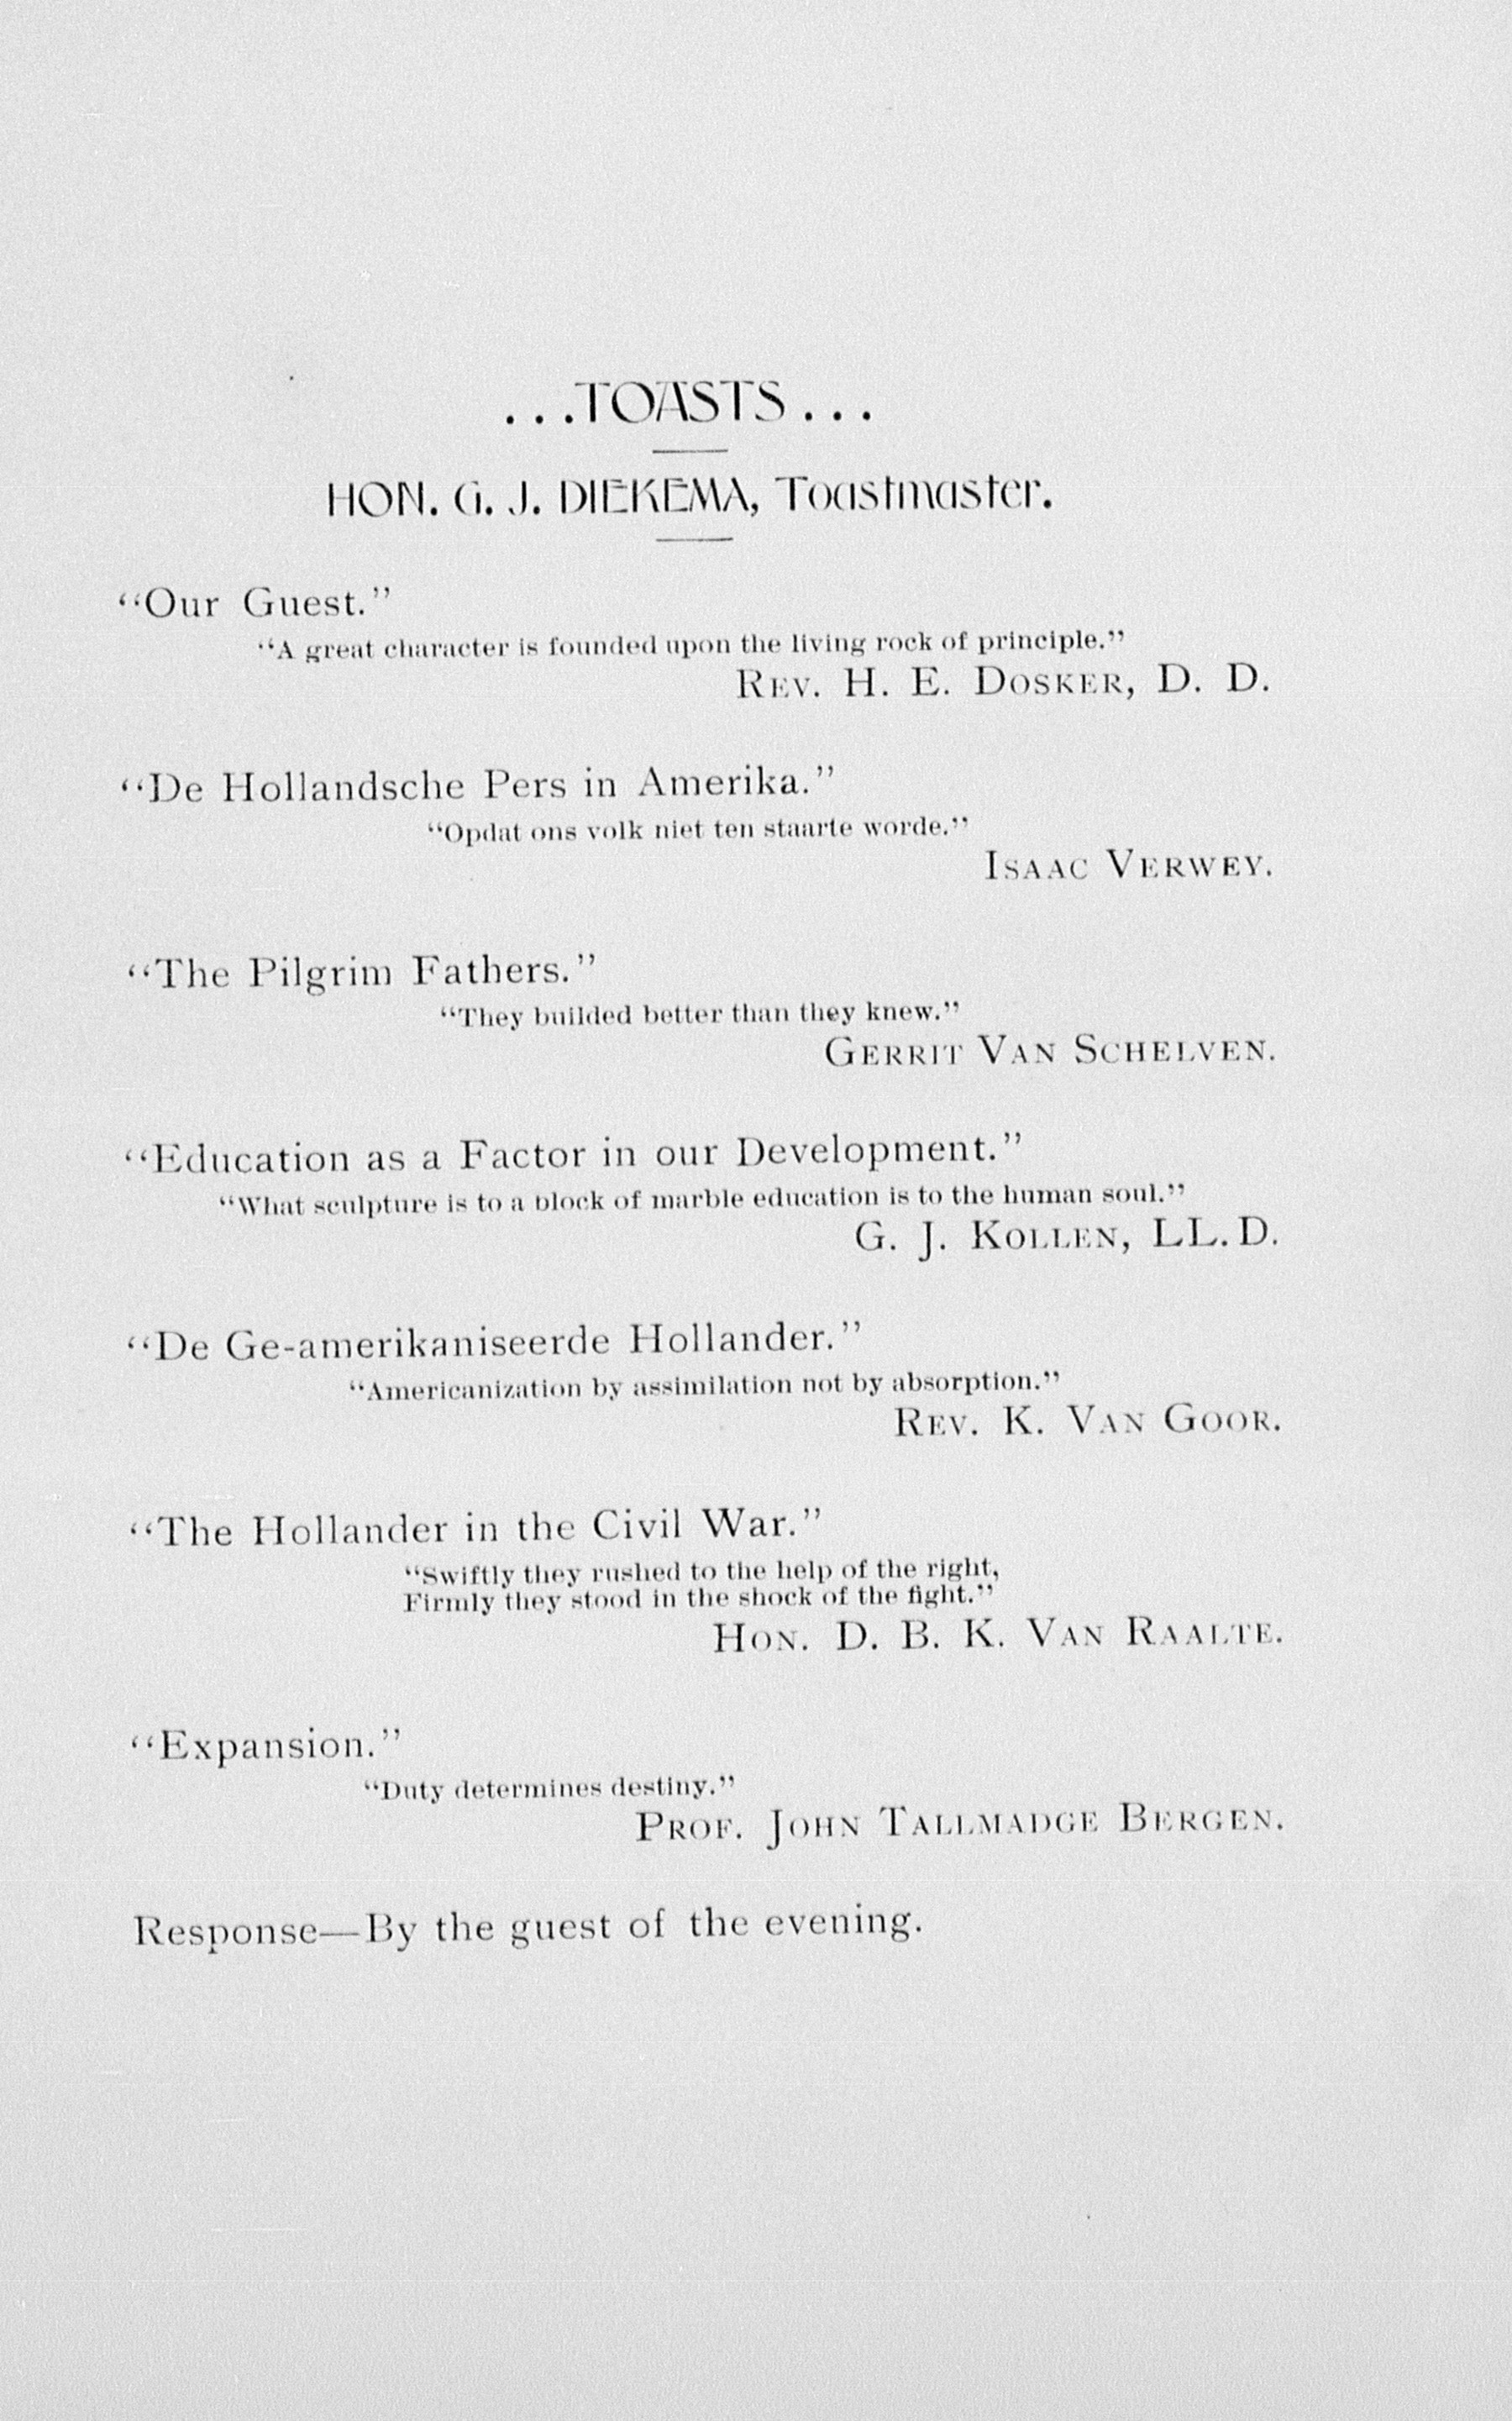 ...TOASTS...
HON. G. J. DIEKEMA, Toastmaster.
“Our Guest.”
“A great character is founded upon the living rock of principle.”
REV. H. E. DOSKER, D. D.
“De Hollandsche Pers in Amerika.”
“Opdat ons volk niet ten staarte worde.”
ISAAC VERWEY.
“The Pilgrim Fathers.”
“They builded better than they knew.”
GERRIT VAN SCHELVEN.
“Education as a Factor in our Development.”
“What sculpture is to a block of marble education is to the human soul.”
G. J. KOLLEN, LL.D.
“De Ge-amerikaniseerde Hollander.”
“Americanization by assimilation not by absorption.”
REV. K. VAN GOOR.
“The Hollander in the Civil War.”
“Swiftly they rushed to the help of the right,
Firmly they stood in the shock of the fight.”
HON. D. B. K. VAN RAALTE.
“Expansion.”
“Duty determines destiny.”
PROF. JOHN TALLMADGE BERGEN.
Response—By the guest of the evening.